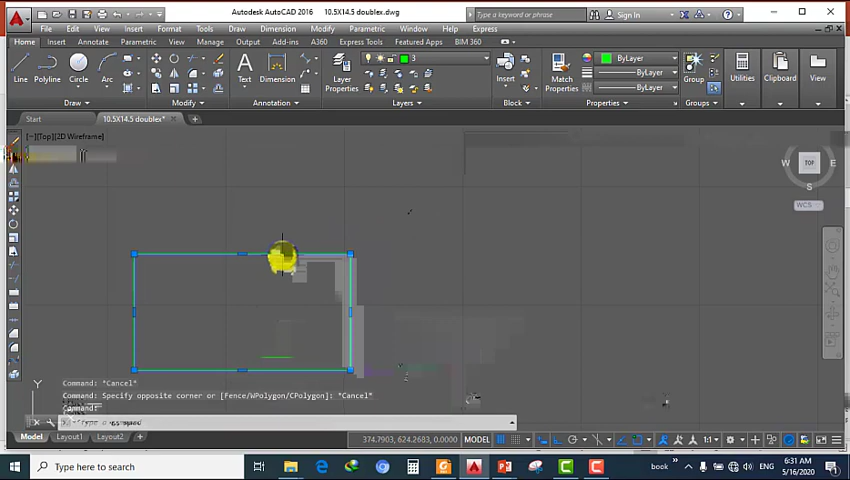 Autodesk AutoCAD 2016 10.5X14.5 doublex.dwg
Type a keyword or phrase
Sign In
File Edit View Insert Format Tools Draw Dimension Modify Parametric Window Help Express
Home Insert Annotate Parametric View Manage Output Add-ins A360 Express Tools Featured Apps BIM 360
Line Polyline Circle Arc Text Dimension Layer Properties 3 Insert Match Properties ByLayer Group Utilities Clipboard View
ByLayer
ByLayer
Draw Modify Annotation Layers Block Properties Groups
Start 10.5X14.5 doublex*
[−][Top][2D Wireframe]
W TOP E
S
WCS
Y
Command: *Cancel*
Command: Specify opposite corner or [Fence/WPolygon/CPolygon]: *Cancel*
Command:
Model Layout1 Layout2 374.7903, 624.2683, 0.0000 MODEL 1:1
Type here to search
book
ENG
6:31 AM
5/16/2020